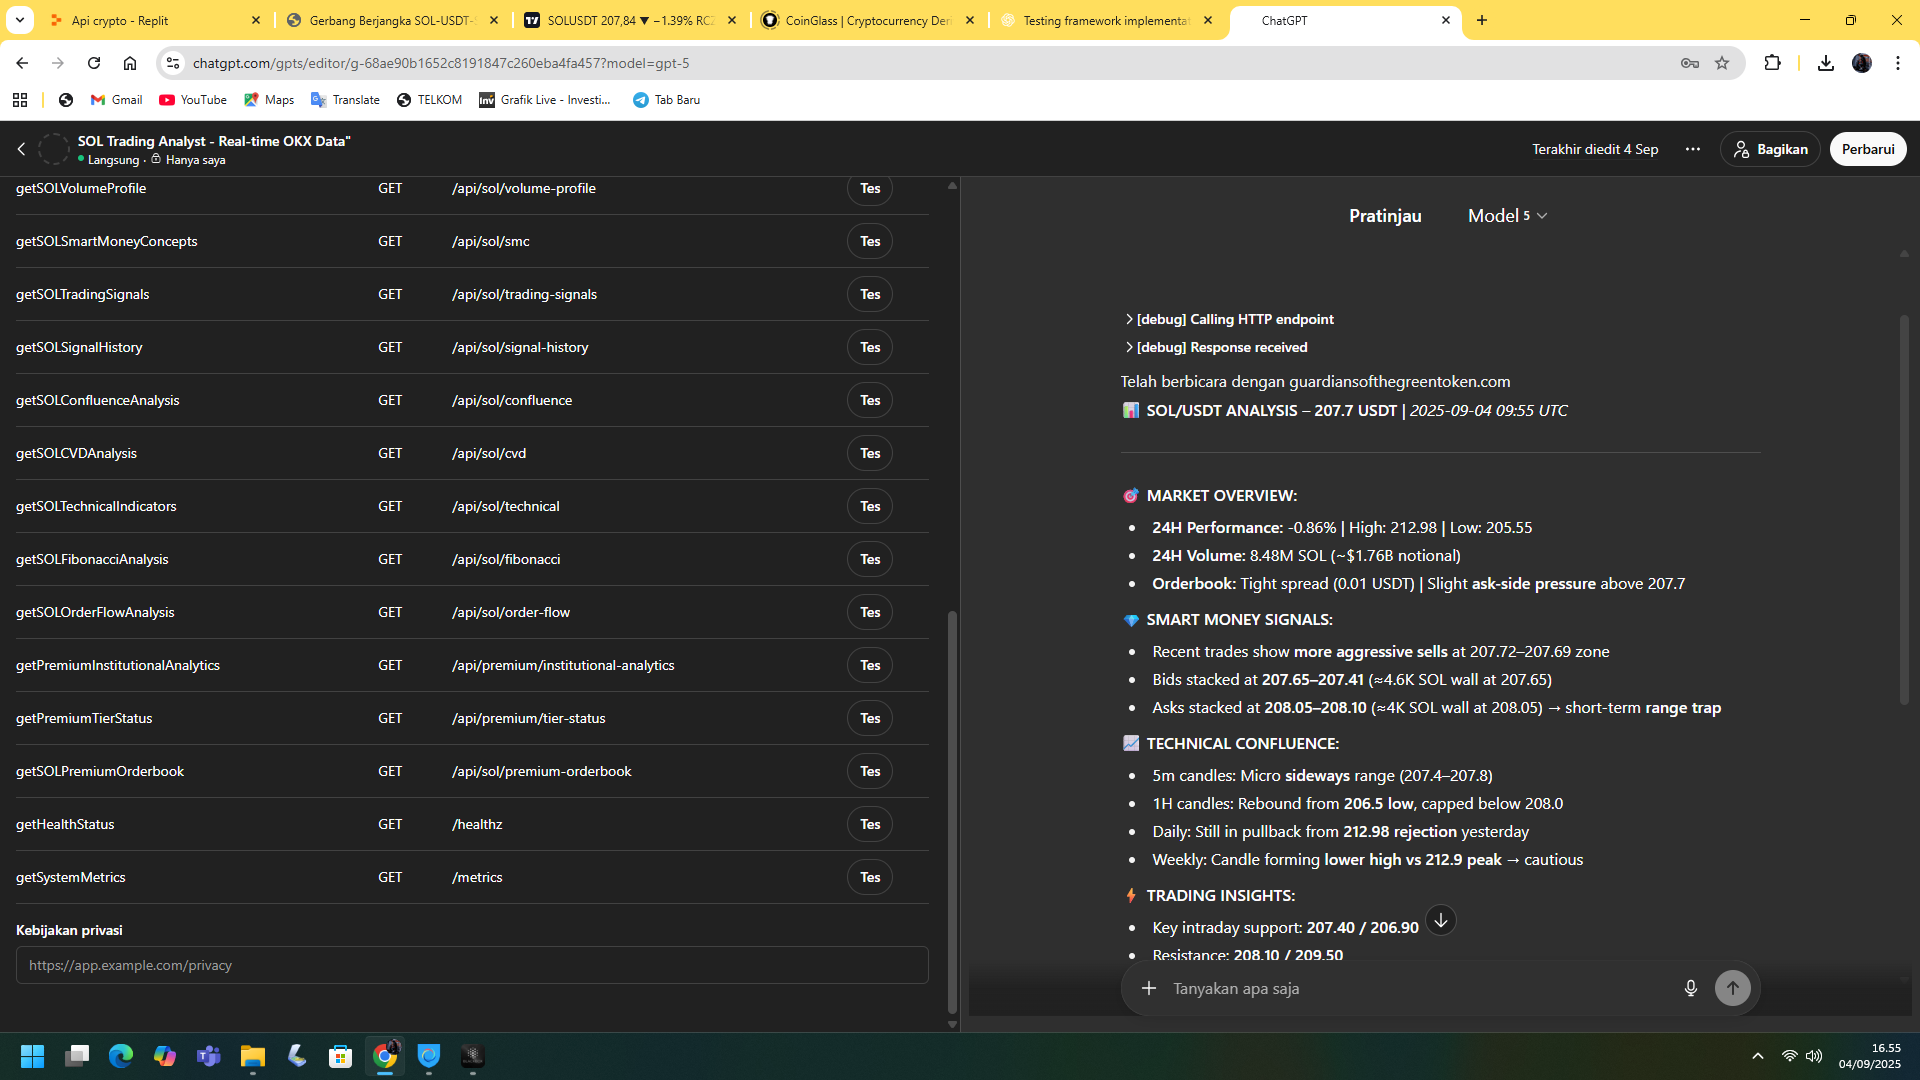 Api crypto - Replit
Gerbang Berjangka SOL-USDT-S
SOLUSDT 207,84 ▼ −1.39% RCZ
CoinGlass | Cryptocurrency Deri
Testing framework implementat
ChatGPT
chatgpt.com/gpts/editor/g-68ae90b1652c8191847c260eba4fa457?model=gpt-5
Gmail
YouTube
Maps
Translate
TELKOM
Grafik Live - Investi...
Tab Baru
SOL Trading Analyst - Real-time OKX Data"
Langsung · Hanya saya
Terakhir diedit 4 Sep
Bagikan
Perbarui
getSOLVolumeProfile GET /api/sol/volume-profile Tes
getSOLSmartMoneyConcepts GET /api/sol/smc Tes
getSOLTradingSignals GET /api/sol/trading-signals Tes
getSOLSignalHistory GET /api/sol/signal-history Tes
getSOLConfluenceAnalysis GET /api/sol/confluence Tes
getSOLCVDAnalysis GET /api/sol/cvd Tes
getSOLTechnicalIndicators GET /api/sol/technical Tes
getSOLFibonacciAnalysis GET /api/sol/fibonacci Tes
getSOLOrderFlowAnalysis GET /api/sol/order-flow Tes
getPremiumInstitutionalAnalytics GET /api/premium/institutional-analytics Tes
getPremiumTierStatus GET /api/premium/tier-status Tes
getSOLPremiumOrderbook GET /api/sol/premium-orderbook Tes
getHealthStatus GET /healthz Tes
getSystemMetrics GET /metrics Tes
Kebijakan privasi
https://app.example.com/privacy
Pratinjau
Model 5
[debug] Calling HTTP endpoint
[debug] Response received
Telah berbicara dengan guardiansofthegreentoken.com
📊 SOL/USDT ANALYSIS – 207.7 USDT | 2025-09-04 09:55 UTC
🎯 MARKET OVERVIEW:
• 24H Performance: -0.86% | High: 212.98 | Low: 205.55
• 24H Volume: 8.48M SOL (~$1.76B notional)
• Orderbook: Tight spread (0.01 USDT) | Slight ask-side pressure above 207.7
💎 SMART MONEY SIGNALS:
• Recent trades show more aggressive sells at 207.72–207.69 zone
• Bids stacked at 207.65–207.41 (≈4.6K SOL wall at 207.65)
• Asks stacked at 208.05–208.10 (≈4K SOL wall at 208.05) → short-term range trap
📈 TECHNICAL CONFLUENCE:
• 5m candles: Micro sideways range (207.4–207.8)
• 1H candles: Rebound from 206.5 low, capped below 208.0
• Daily: Still in pullback from 212.98 rejection yesterday
• Weekly: Candle forming lower high vs 212.9 peak → cautious
⚡ TRADING INSIGHTS:
• Key intraday support: 207.40 / 206.90
• Resistance: 208.10 / 209.50
Tanyakan apa saja
16.55
04/09/2025